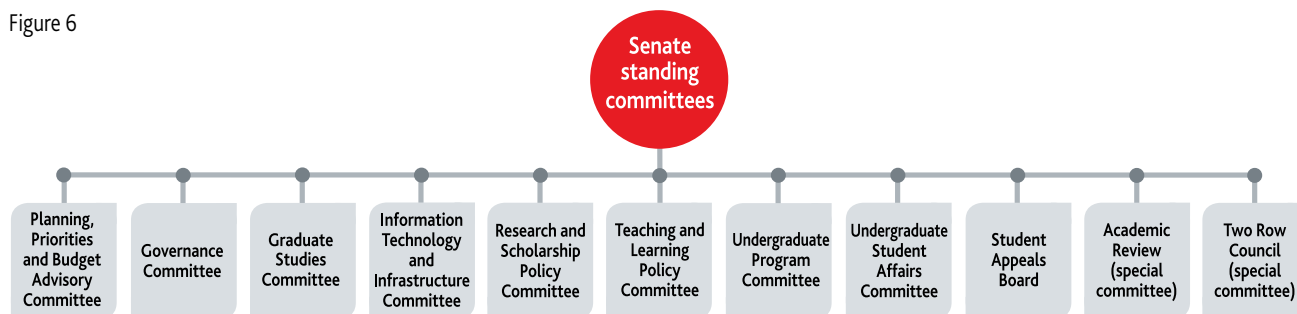 Figure 6
Senate
standing
committees
Planning,
Priorities
and Budget
Advisory
Committee
Governance
Committee
Graduate
Studies
Committee
Information
Technology
and
Infrastructure
Committee
Research and
Scholarship
Policy
Committee
Teaching and
Learning
Policy
Committee
Undergraduate
Program
Committee
Undergraduate
Student
Affairs
Committee
Student
Appeals
Board
Academic
Review
(special
committee)
Two Row
Council
(special
committee)